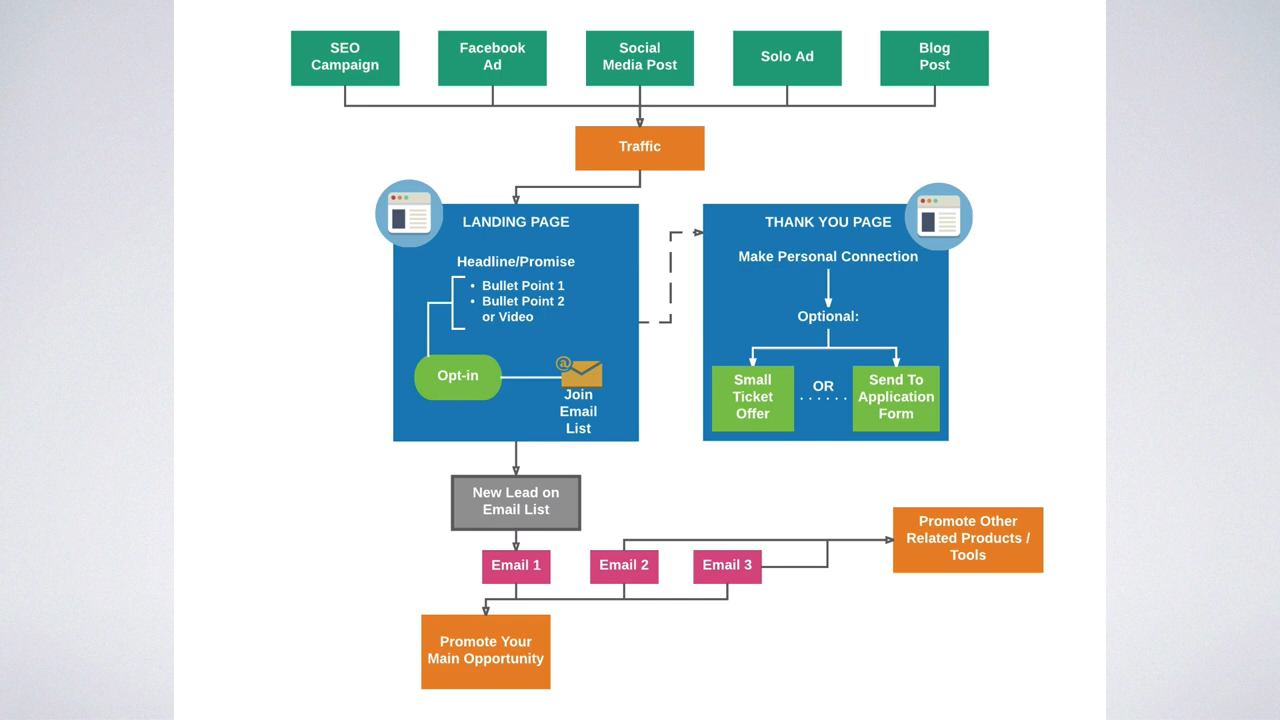 SEO
Campaign
Facebook
Ad
Social
Media Post
Solo Ad
Blog
Post
Traffic
LANDING PAGE
Headline/Promise
• Bullet Point 1
• Bullet Point 2
or Video
Opt-in
@
Join
Email
List
THANK YOU PAGE
Make Personal Connection
Optional:
Small
Ticket
Offer
OR
Send To
Application
Form
New Lead on
Email List
Email 1
Email 2
Email 3
Promote Other
Related Products /
Tools
Promote Your
Main Opportunity